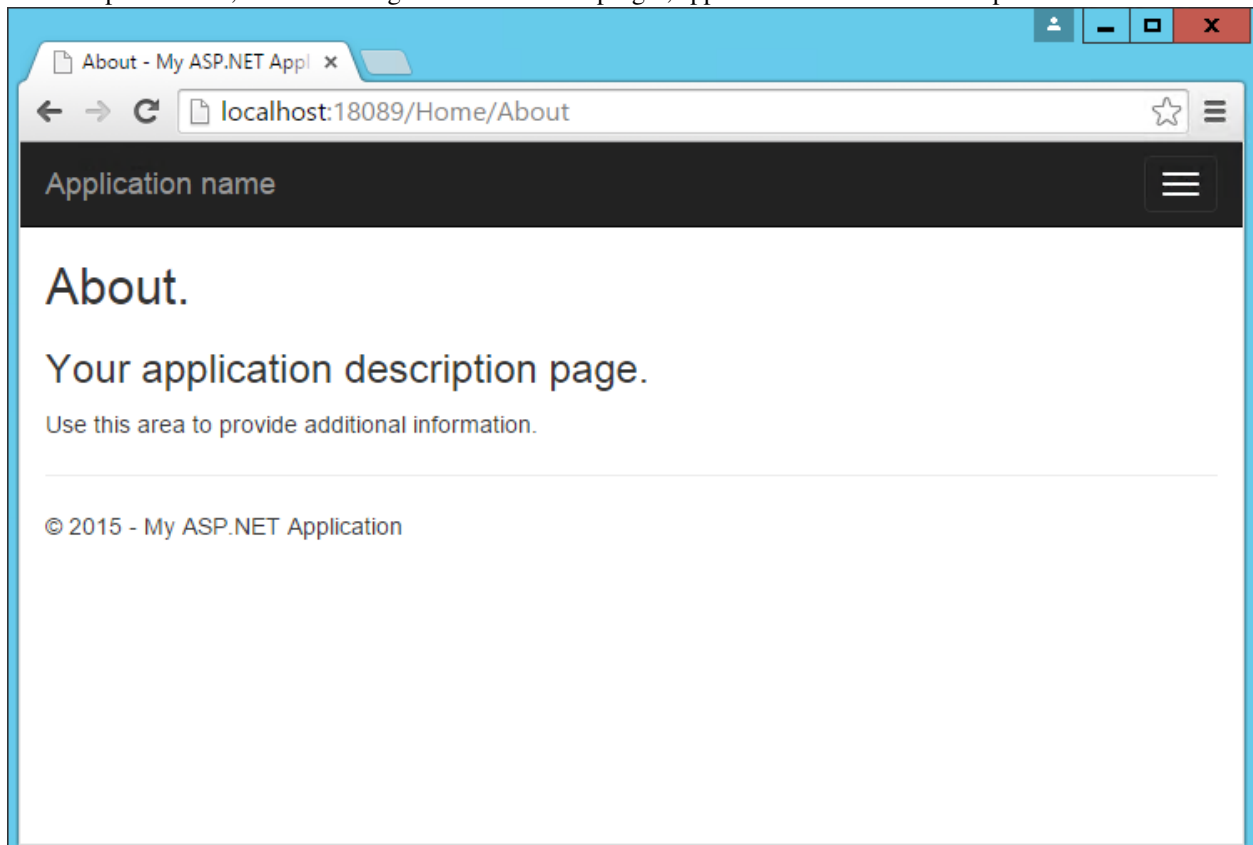 About - My ASP.NET Appl
localhost:18089/Home/About
Application name
About.
Your application description page.
Use this area to provide additional information.
© 2015 - My ASP.NET Application